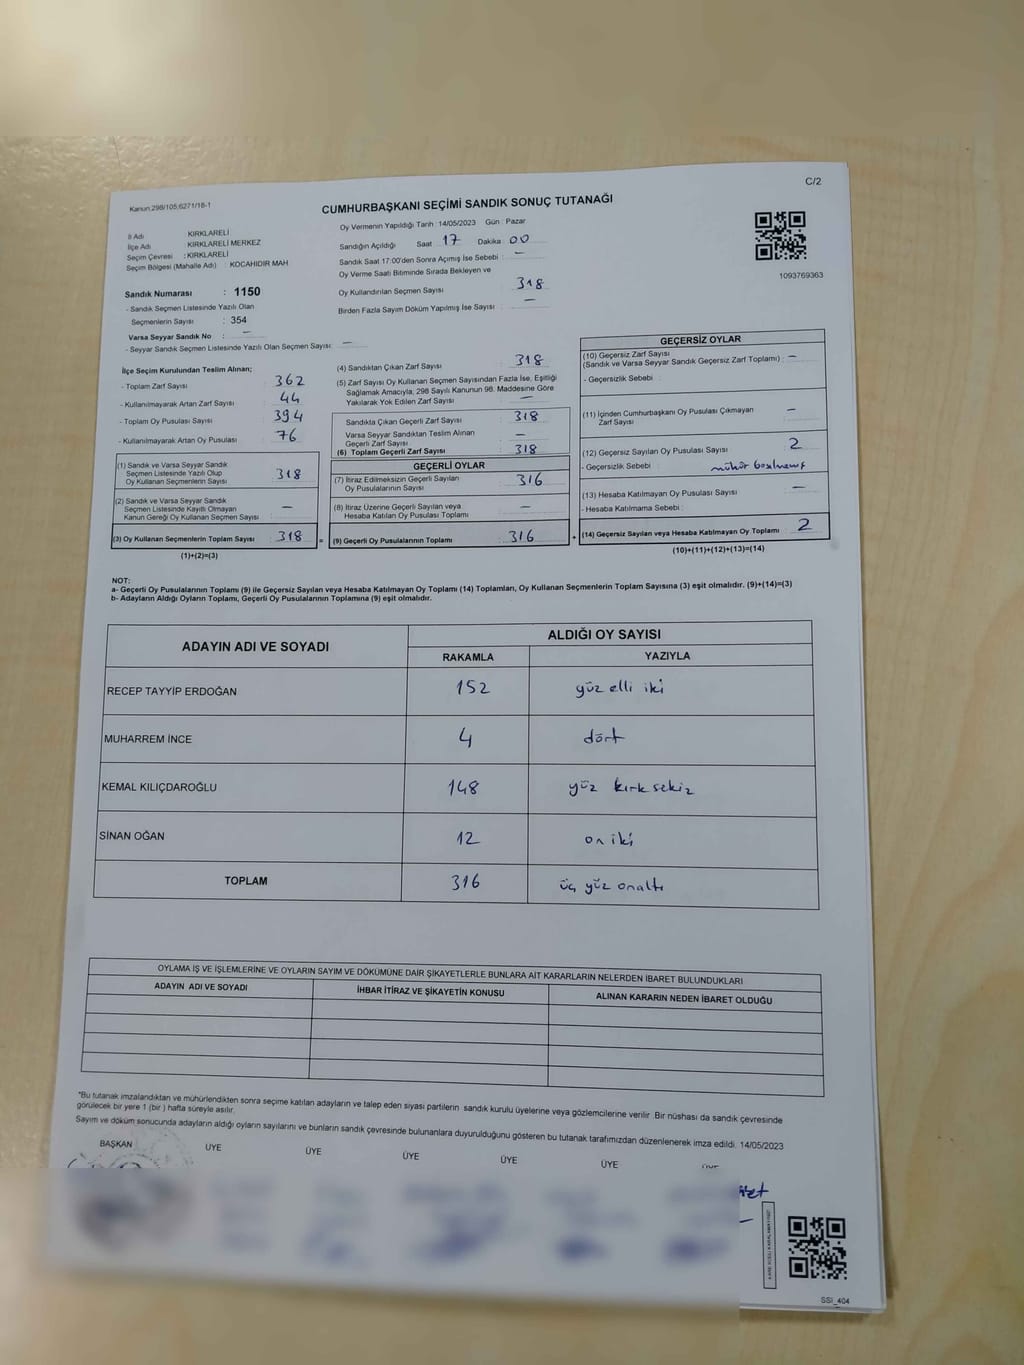 C/2
Kanun:298/105;6271/18-1
CUMHURBAŞKANI SEÇİMİ SANDIK SONUÇ TUTANAĞI
İl Adı KIRKLARELİ
İlçe Adı KIRKLARELİ MERKEZ
Seçim Çevresi : KIRKLARELİ
Seçim Bölgesi (Mahalle Adı) : KOCAHIDIR MAH
Sandık Numarası : 1150
- Sandık Seçmen Listesinde Yazılı Olan
Seçmenlerin Sayısı : 354
Varsa Seyyar Sandık No : —
- Seyyar Sandık Seçmen Listesinde Yazılı Olan Seçmen Sayısı: —
Oy Vermenin Yapıldığı Tarih : 14/05/2023 Gün : Pazar
Sandığın Açıldığı Saat 17 Dakika 00
Sandık Saat 17:00'den Sonra Açımış İse Sebebi : —
Oy Verme Saati Bitiminde Sırada Bekleyen ve
Oy Kullandırılan Seçmen Sayısı : 318
Birden Fazla Sayım Döküm Yapılmış İse Sayısı : —
1093769363
İlçe Seçim Kurulundan Teslim Alınan;
- Toplam Zarf Sayısı : 362
- Kullanılmayarak Artan Zarf Sayısı : 44
- Toplam Oy Pusulası Sayısı : 394
- Kullanılmayarak Artan Oy Pusulası : 76
(1) Sandık ve Varsa Seyyar Sandık
Seçmen Listesinde Yazılı Olup
Oy Kullanan Seçmenlerin Sayısı : 318
(2) Sandık ve Varsa Seyyar Sandık
Seçmen Listesinde Kayıtlı Olmayan
Kanun Gereği Oy Kullanan Seçmen Sayısı : —
(3) Oy Kullanan Seçmenlerin Toplam Sayısı : 318 =
(1)+(2)=(3)
(4) Sandıktan Çıkan Zarf Sayısı : 318
(5) Zarf Sayısı Oy Kullanan Seçmen Sayısından Fazla İse, Eşitliği
Sağlamak Amacıyla, 298 Sayılı Kanunun 98. Maddesine Göre
Yakılarak Yok Edilen Zarf Sayısı : —
Sandıkta Çıkan Geçerli Zarf Sayısı : 318
Varsa Seyyar Sandıktan Teslim Alınan
Geçerli Zarf Sayısı : —
(6) Toplam Geçerli Zarf Sayısı : 318
GEÇERLİ OYLAR
(7) İtiraz Edilmeksizin Geçerli Sayılan
Oy Pusulalarının Sayısı : 316
(8) İtiraz Üzerine Geçerli Sayılan veya
Hesaba Katılan Oy Pusulası Toplamı : —
(9) Geçerli Oy Pusulalarının Toplamı : 316 +
GEÇERSİZ OYLAR
(10) Geçersiz Zarf Sayısı
(Sandık ve Varsa Seyyar Sandık Geçersiz Zarf Toplamı) : —
- Geçersizlik Sebebi :
(11) İçinden Cumhurbaşkanı Oy Pusulası Çıkmayan
Zarf Sayısı —
(12) Geçersiz Sayılan Oy Pusulası Sayısı 2
- Geçersizlik Sebebi : mühür basılmamış
(13) Hesaba Katılmayan Oy Pusulası Sayısı —
- Hesaba Katılmama Sebebi :
(14) Geçersiz Sayılan veya Hesaba Katılmayan Oy Toplamı : 2
(10)+(11)+(12)+(13)=(14)
NOT:
a- Geçerli Oy Pusulalarının Toplamı (9) ile Geçersiz Sayılan veya Hesaba Katılmayan Oy Toplamı (14) Toplamları, Oy Kullanan Seçmenlerin Toplam Sayısına (3) eşit olmalıdır. (9)+(14)=(3)
b- Adayların Aldığı Oyların Toplamı, Geçerli Oy Pusulalarının Toplamına (9) eşit olmalıdır.
ADAYIN ADI VE SOYADI
ALDIĞI OY SAYISI
RAKAMLA YAZIYLA
RECEP TAYYİP ERDOĞAN 152 yüz elli iki
MUHARREM İNCE 4 dört
KEMAL KILIÇDAROĞLU 148 yüz kırk sekiz
SİNAN OĞAN 12 on iki
TOPLAM 316 üç yüz onaltı
OYLAMA İŞ VE İŞLEMLERİNE VE OYLARIN SAYIM VE DÖKÜMÜNE DAİR ŞİKAYETLERLE BUNLARA AİT KARARLARIN NELERDEN İBARET BULUNDUKLARI
ADAYIN ADI VE SOYADI İHBAR İTİRAZ VE ŞİKAYETİN KONUSU ALINAN KARARIN NEDEN İBARET OLDUĞU
*Bu tutanak imzalandıktan ve mühürlendikten sonra seçime katılan adayların ve talep eden siyasi partilerin sandık kurulu üyelerine veya gözlemcilerine verilir. Bir nüshası da sandık çevresinde
görülecek bir yere 1 (bir ) hafta süreyle asılır.
Sayım ve döküm sonucunda adayların aldığı oyların sayılarını ve bunların sandık çevresinde bulunanlara duyurulduğunu gösteren bu tutanak tarafımızdan düzenlenerek imza edildi. 14/05/2023
BAŞKAN ÜYE ÜYE ÜYE ÜYE ÜYE
SSI_404